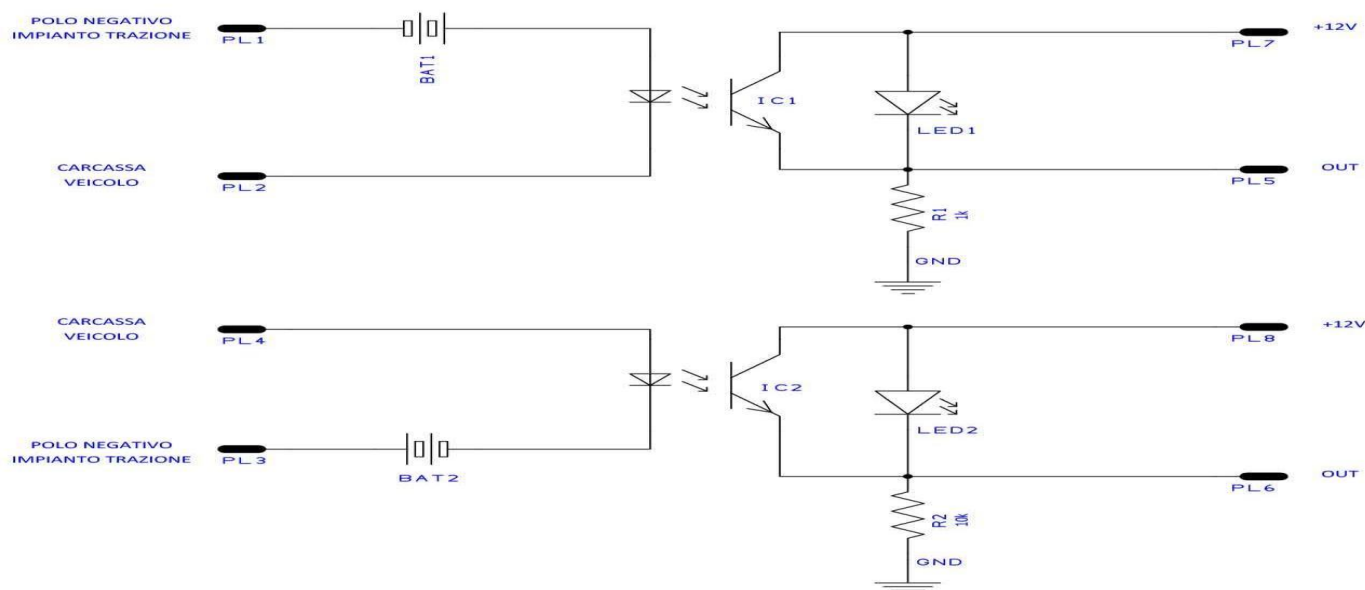 POLO NEGATIVO
IMPIANTO TRAZIONE
PL1
BAT1
IC1
LED1
PL7
+12V
CARCASSA
VEICOLO
PL2
PL5
OUT
R1
1k
GND
CARCASSA
VEICOLO
PL4
IC2
LED2
PL8
+12V
POLO NEGATIVO
IMPIANTO TRAZIONE
PL3
BAT2
PL6
OUT
R2
10k
GND